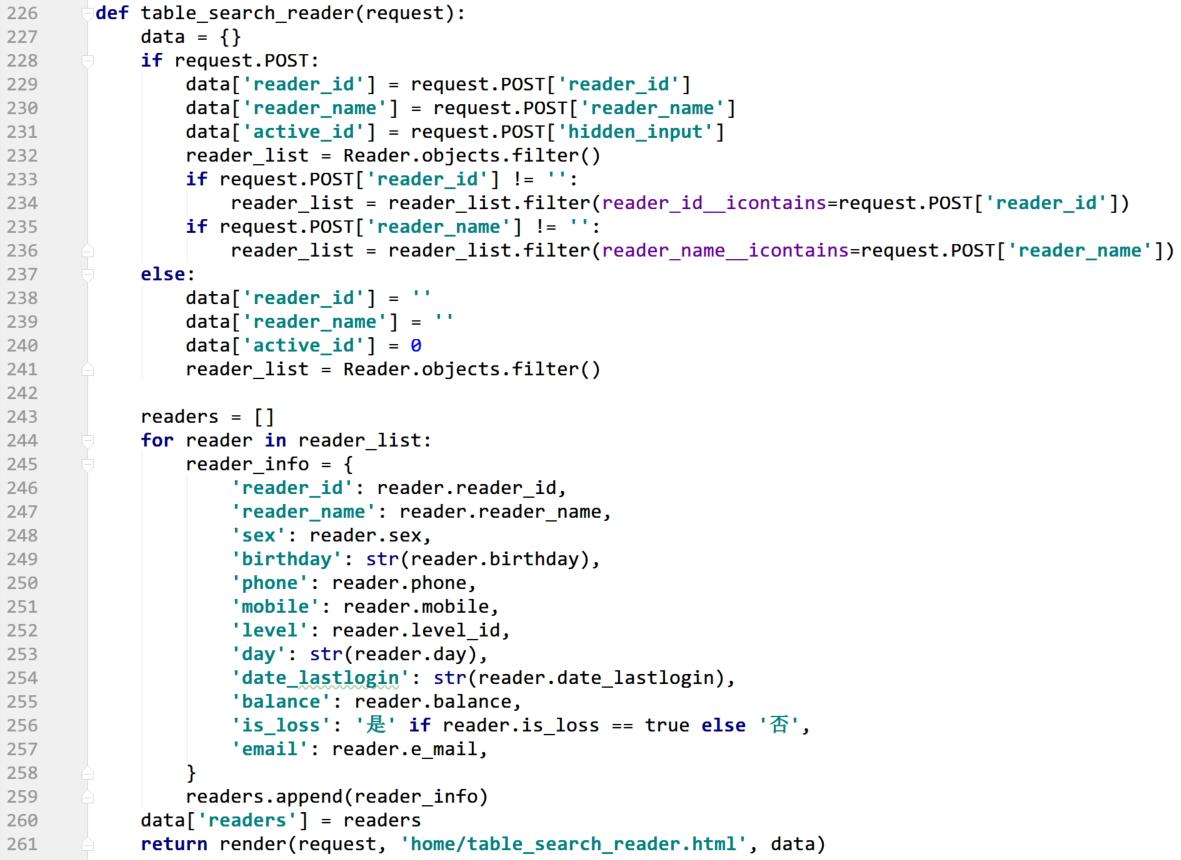 226 def table_search_reader(request):
227     data = {}
228     if request.POST:
229         data['reader_id'] = request.POST['reader_id']
230         data['reader_name'] = request.POST['reader_name']
231         data['active_id'] = request.POST['hidden_input']
232         reader_list = Reader.objects.filter()
233         if request.POST['reader_id'] != '':
234             reader_list = reader_list.filter(reader_id__icontains=request.POST['reader_id'])
235         if request.POST['reader_name'] != '':
236             reader_list = reader_list.filter(reader_name__icontains=request.POST['reader_name'])
237     else:
238         data['reader_id'] = ''
239         data['reader_name'] = ''
240         data['active_id'] = 0
241         reader_list = Reader.objects.filter()
242
243     readers = []
244     for reader in reader_list:
245         reader_info = {
246             'reader_id': reader.reader_id,
247             'reader_name': reader.reader_name,
248             'sex': reader.sex,
249             'birthday': str(reader.birthday),
250             'phone': reader.phone,
251             'mobile': reader.mobile,
252             'level': reader.level_id,
253             'day': str(reader.day),
254             'date_lastlogin': str(reader.date_lastlogin),
255             'balance': reader.balance,
256             'is_loss': '是' if reader.is_loss == true else '否',
257             'email': reader.e_mail,
258         }
259         readers.append(reader_info)
260     data['readers'] = readers
261     return render(request, 'home/table_search_reader.html', data)